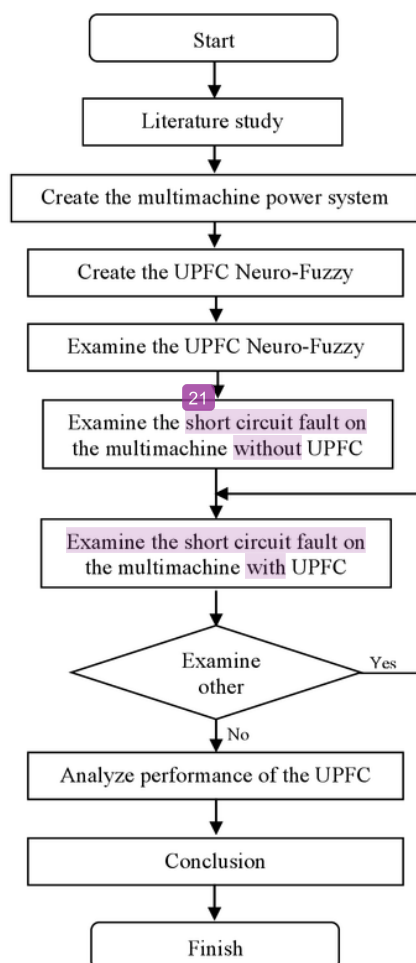 Start
Literature study
Create the multimachine power system
Create the UPFC Neuro-Fuzzy
Examine the UPFC Neuro-Fuzzy
21
Examine the short circuit fault on
the multimachine without UPFC
Examine the short circuit fault on
the multimachine with UPFC
Examine
other
Yes
No
Analyze performance of the UPFC
Conclusion
Finish